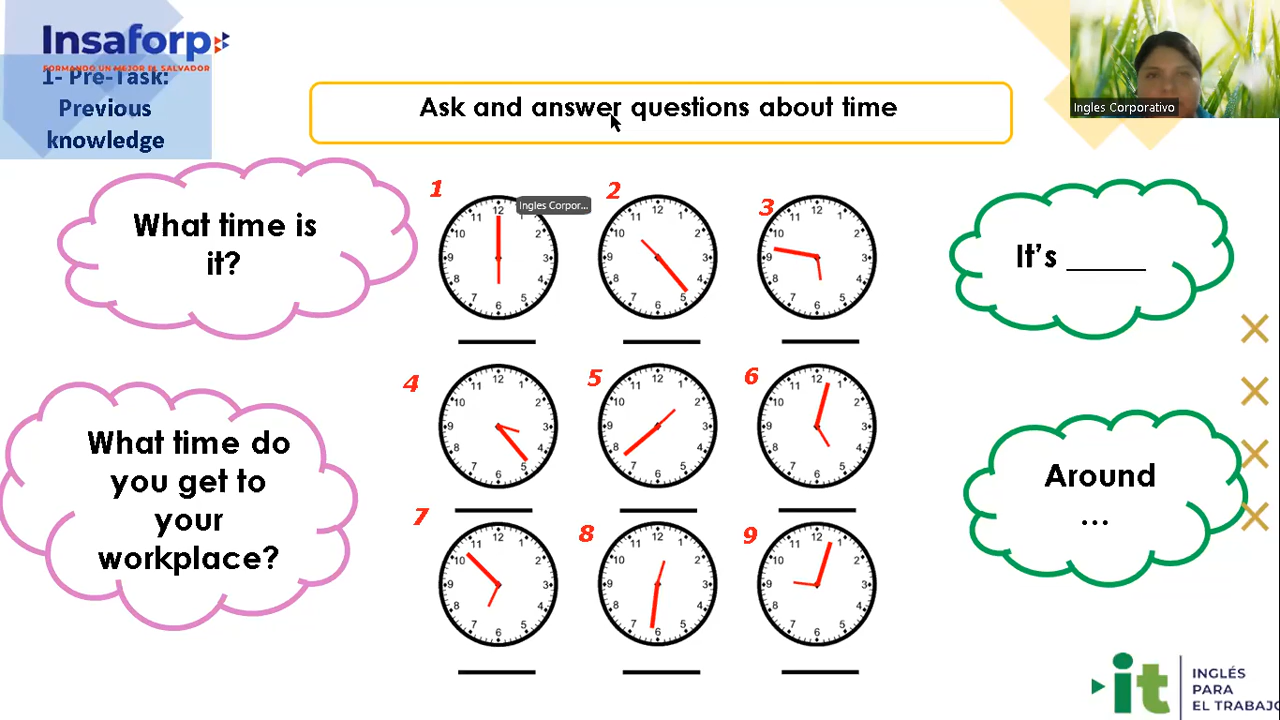 Insaforp
FORMANDO UN MEJOR EL SALVADOR
1- Pre-Task:
Previous
knowledge
Ask and answer questions about time
Ingles Corporativo
What time is
it?
1
Ingles Corpor...
2
3
It's _____
4
5
6
What time do
you get to
your
workplace?
7
8
9
Around
...
it
INGLÉS
PARA
EL TRABAJO